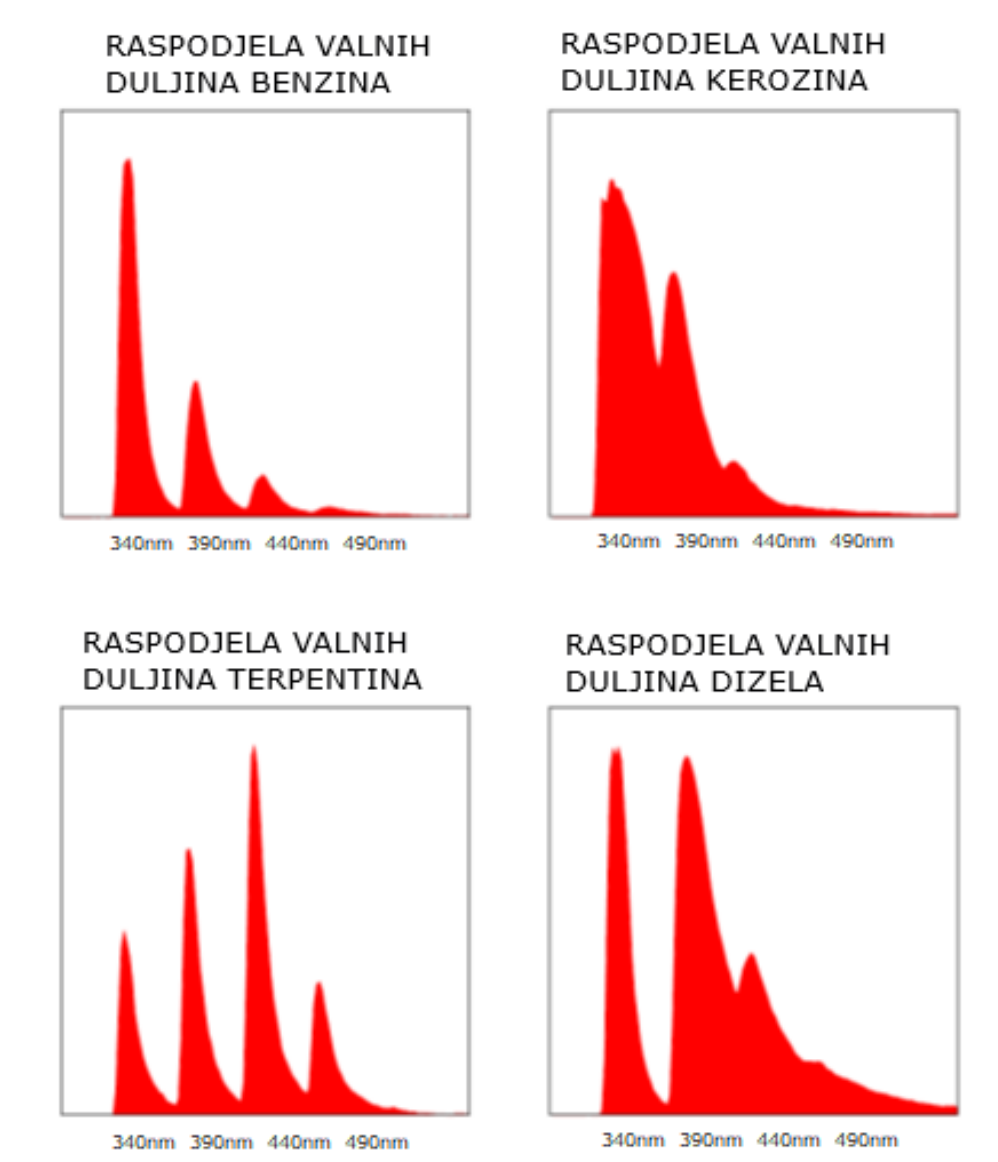 RASPODJELA VALNIH
DULJINA BENZINA
340nm 390nm 440nm 490nm
RASPODJELA VALNIH
DULJINA KEROZINA
340nm 390nm 440nm 490nm
RASPODJELA VALNIH
DULJINA TERPENTINA
340nm 390nm 440nm 490nm
RASPODJELA VALNIH
DULJINA DIZELA
340nm 390nm 440nm 490nm